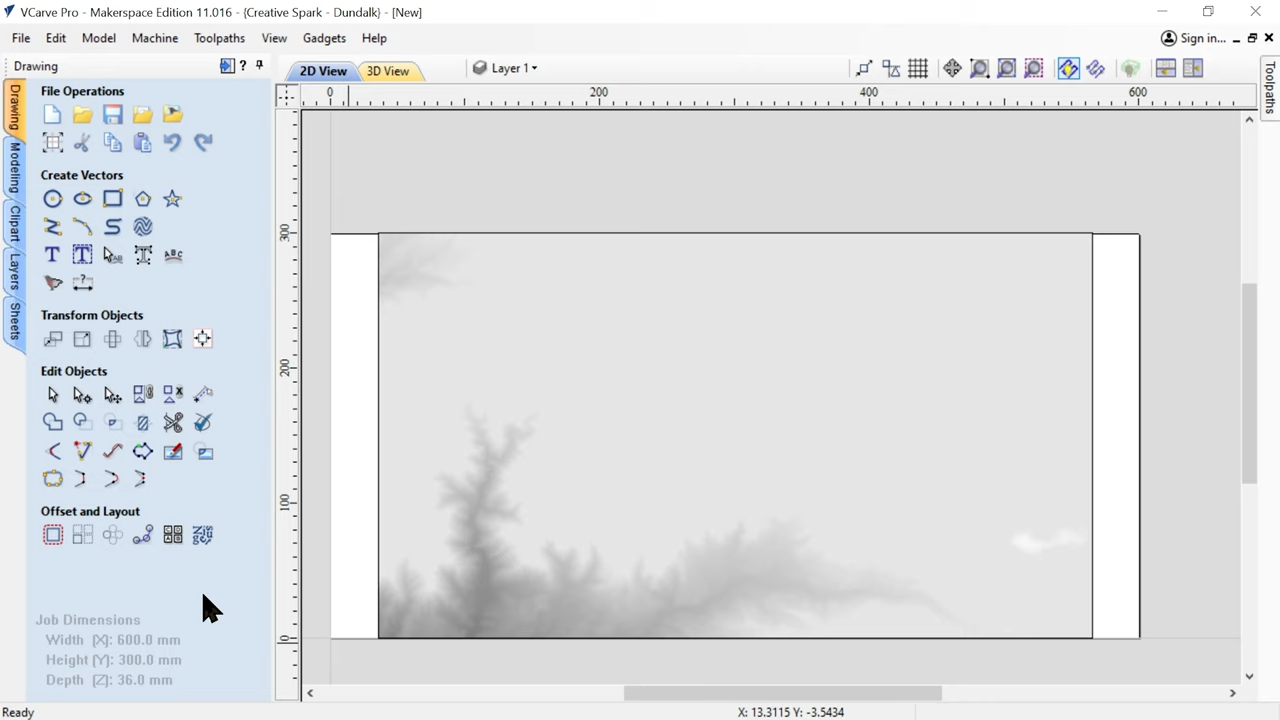 VCarve Pro - Makerspace Edition 11.016 - {Creative Spark - Dundalk} - [New]
File Edit Model Machine Toolpaths View Gadgets Help
Sign in...
Drawing
2D View
3D View
Layer 1
Toolpaths
Drawing
Modeling
Clipart
Layers
Sheets
File Operations
Create Vectors
Transform Objects
Edit Objects
Offset and Layout
Job Dimensions
Width [X]: 600.0 mm
Height [Y]: 300.0 mm
Depth [Z]: 36.0 mm
0 200 400 600
300
200
100
0
Ready
X: 13.3115 Y: -3.5434